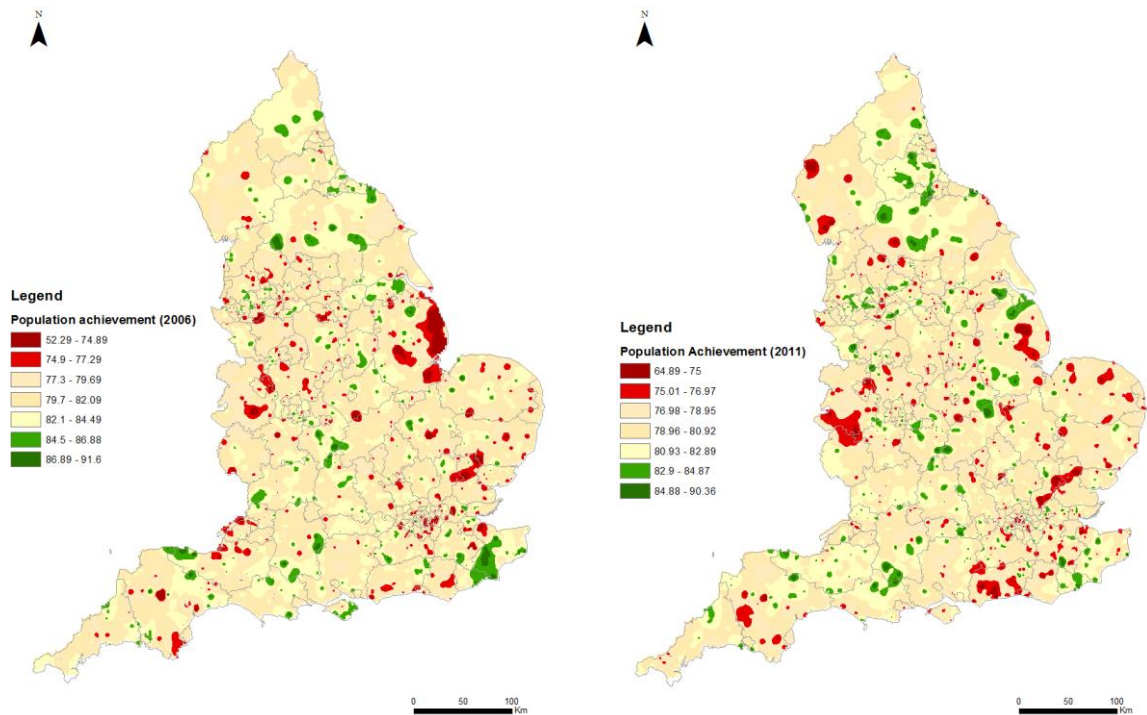 N
Legend
Population achievement (2006)
52.29 - 74.89
74.9 - 77.29
77.3 - 79.69
79.7 - 82.09
82.1 - 84.49
84.5 - 86.88
86.89 - 91.6
0 50 100
Km
N
Legend
Population Achievement (2011)
64.89 - 75
75.01 - 76.97
76.98 - 78.95
78.96 - 80.92
80.93 - 82.89
82.9 - 84.87
84.88 - 90.36
0 50 100
Km